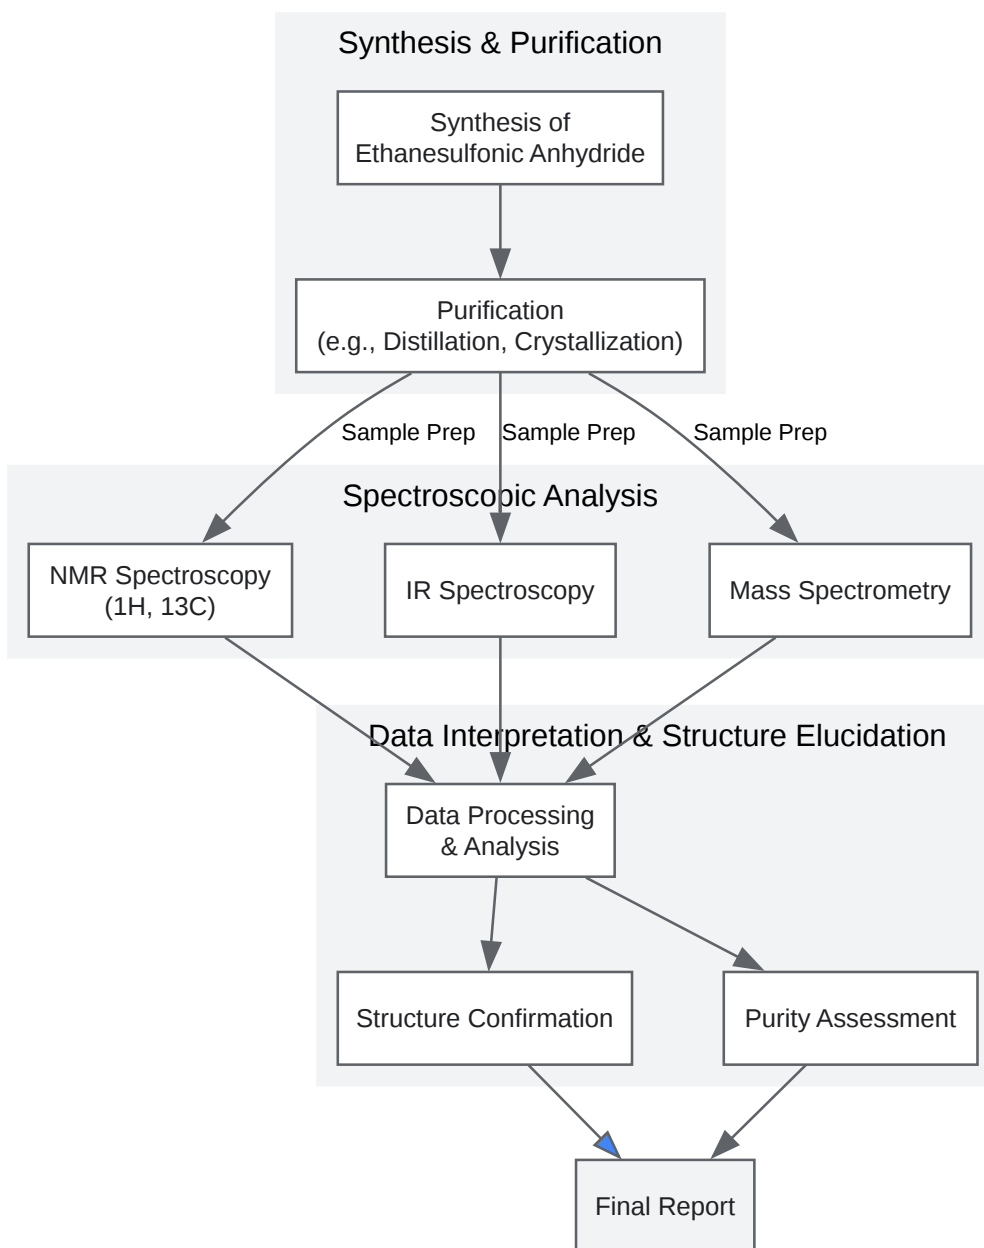 Synthesis & Purification
Synthesis of
Ethanesulfonic Anhydride
Purification
(e.g., Distillation, Crystallization)
Sample Prep
Sample Prep
Sample Prep
Spectroscopic Analysis
NMR Spectroscopy
(1H, 13C)
IR Spectroscopy
Mass Spectrometry
Data Interpretation & Structure Elucidation
Data Processing
& Analysis
Structure Confirmation
Purity Assessment
Final Report